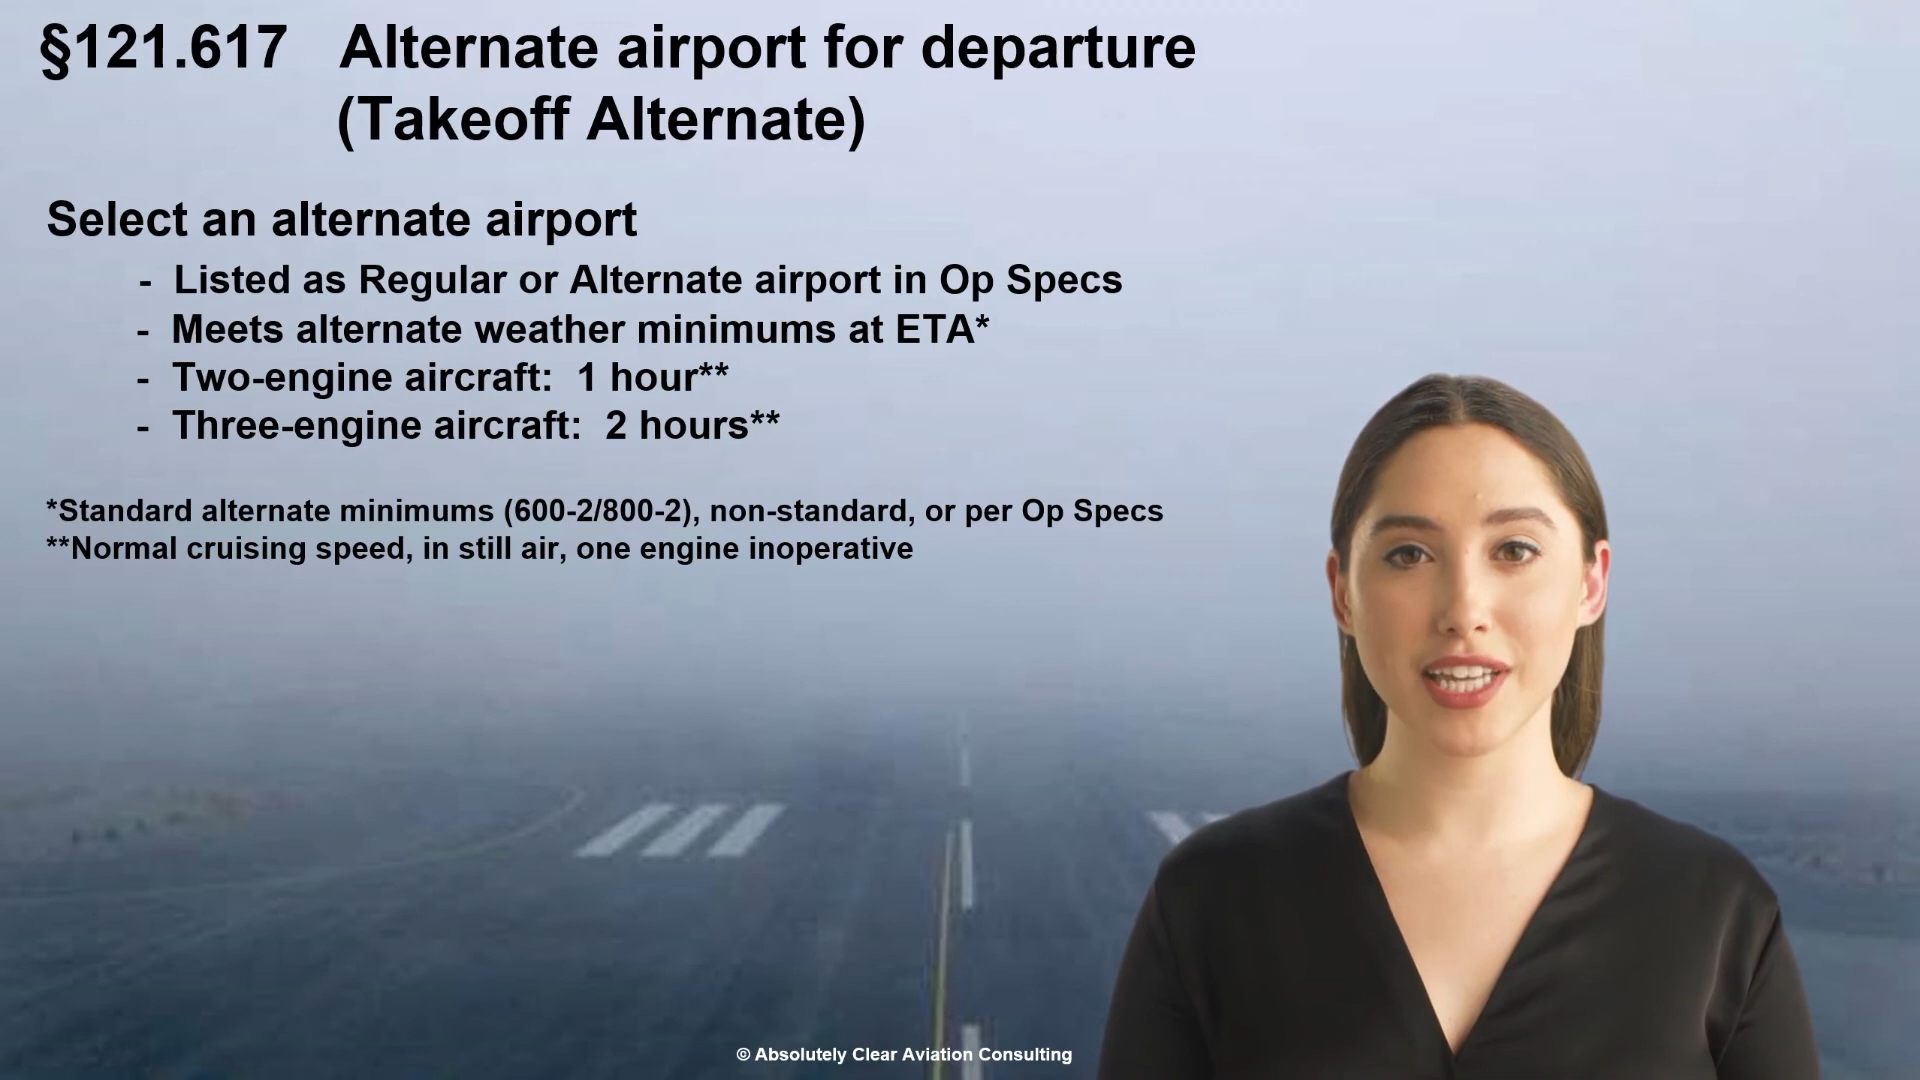 §121.617 Alternate airport for departure
(Takeoff Alternate)
Select an alternate airport
- Listed as Regular or Alternate airport in Op Specs
- Meets alternate weather minimums at ETA*
- Two-engine aircraft: 1 hour**
- Three-engine aircraft: 2 hours**
*Standard alternate minimums (600-2/800-2), non-standard, or per Op Specs
**Normal cruising speed, in still air, one engine inoperative
© Absolutely Clear Aviation Consulting